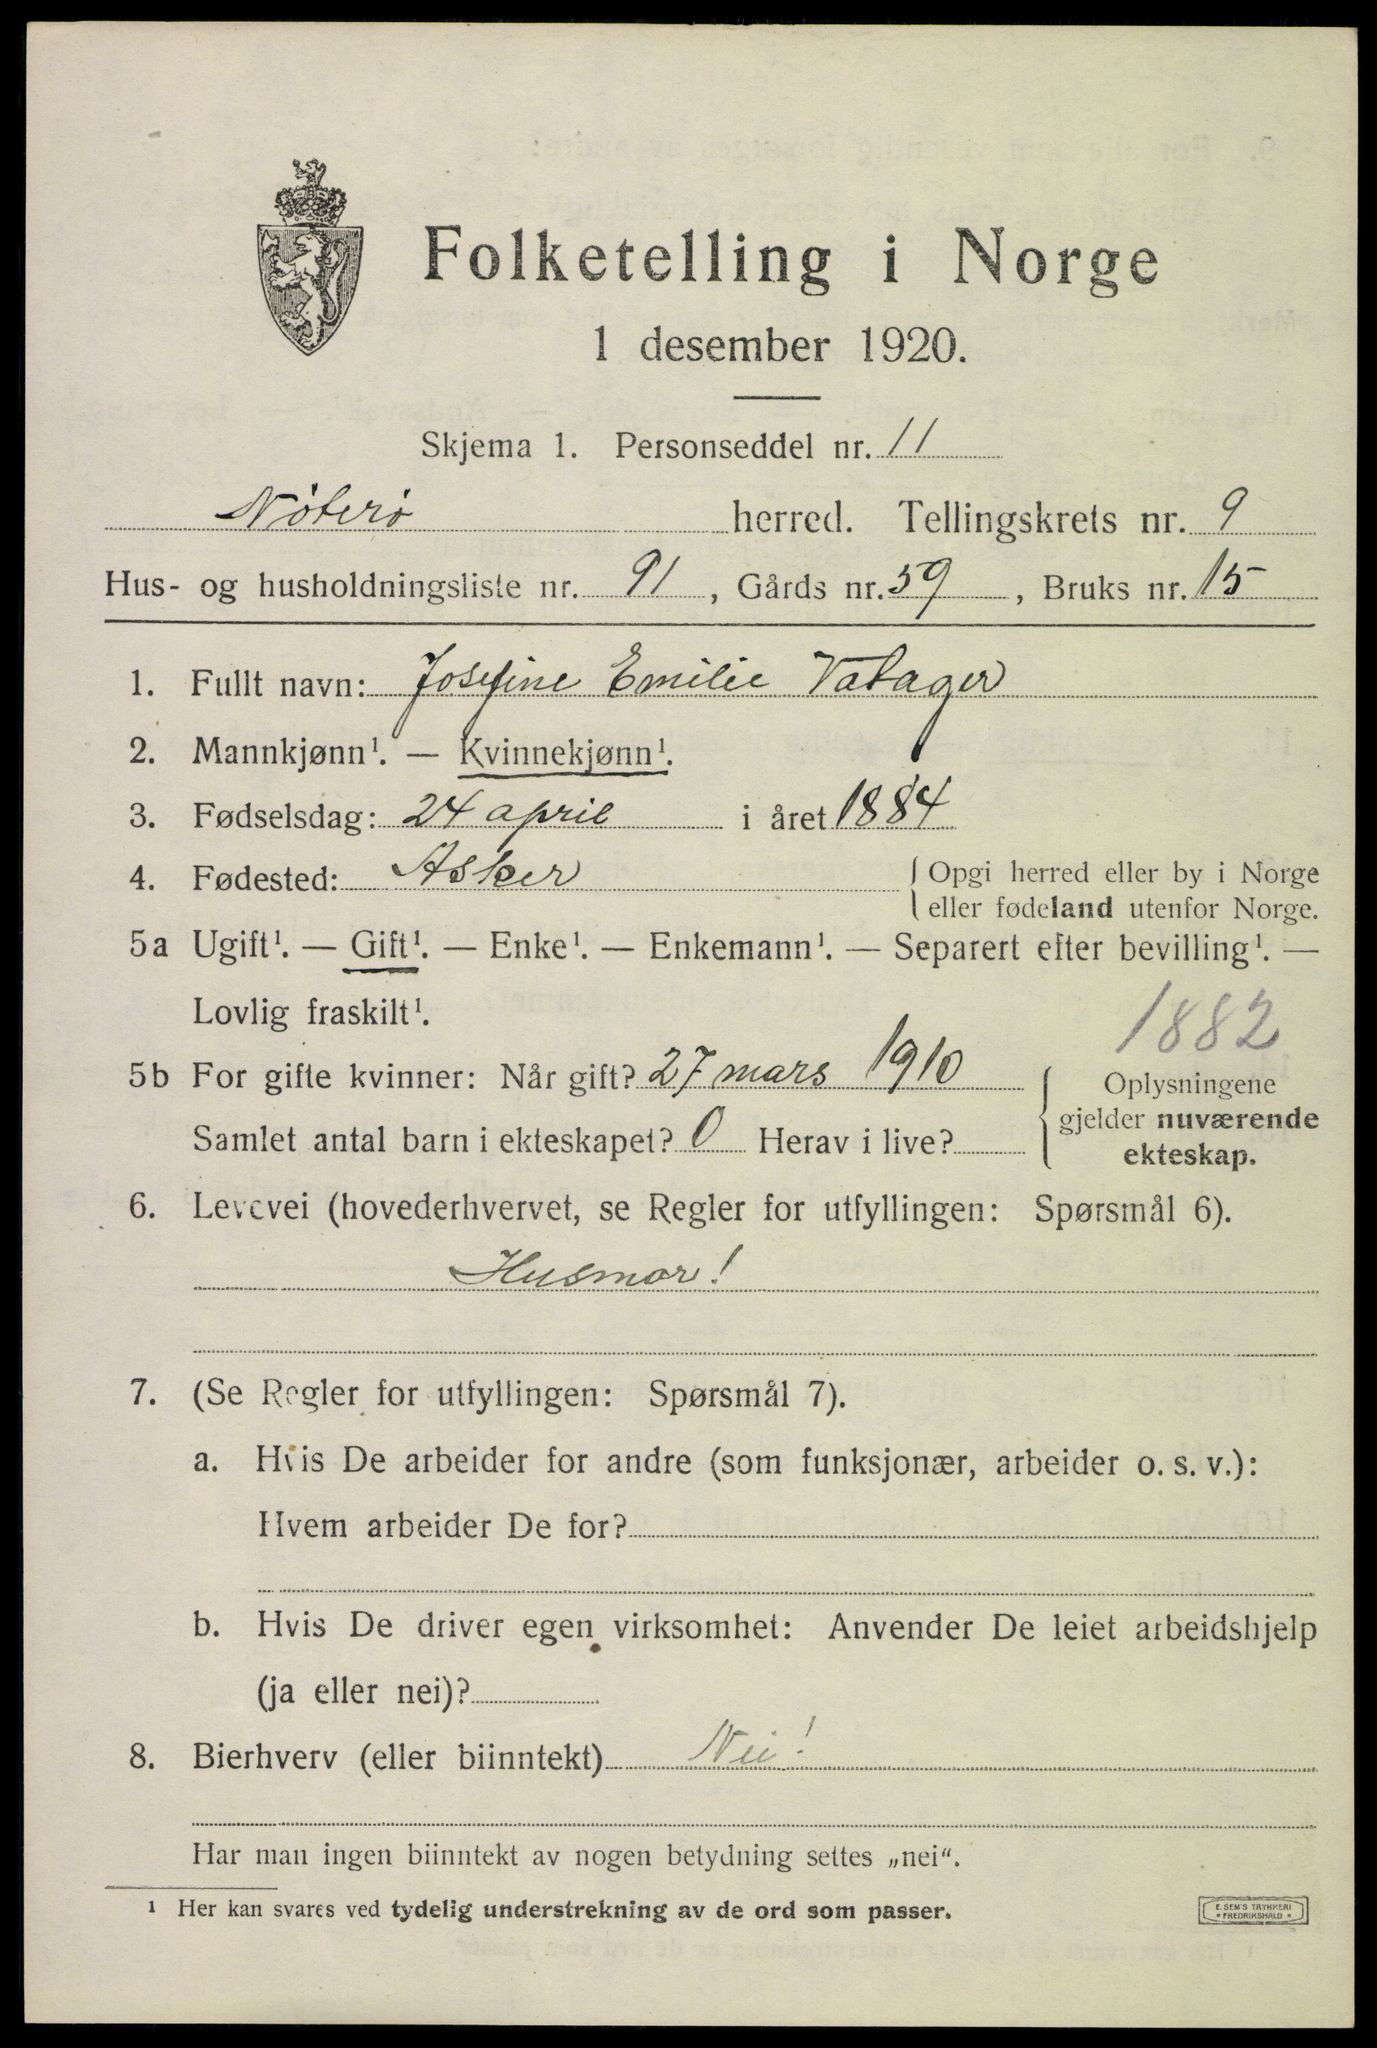 Folketelling i Norge
1 desember 1920.
Skjema 1. Personseddel nr. 11
Nøterø herred. Tellingskrets nr. 9
Hus- og husholdningsliste nr. 91, Gårds nr. 59, Bruks nr. 15
1. Fullt navn: Josefine Emilie Vatager
2. Mannkjønn¹. — Kvinnekjønn¹.
3. Fødselsdag: 24 april i året 1884
4. Fødested: Asker { Opgi herred eller by i Norge
eller fødeland utenfor Norge.
5a Ugift¹. — Gift¹. — Enke¹. — Enkemann¹. — Separert efter bevilling¹. —
Lovlig fraskilt¹.
1882
5b For gifte kvinner: Når gift? 27 mars 1910
Samlet antal barn i ekteskapet? 0 Herav i live?
{ Oplysningene
gjelder nuværende
ekteskap.
6. Levevei (hovederhvervet, se Regler for utfyllingen: Spørsmål 6).
Husmor!
7. (Se Regler for utfyllingen: Spørsmål 7).
a. Hvis De arbeider for andre (som funksjonær, arbeider o. s. v.):
Hvem arbeider De for?
b. Hvis De driver egen virksomhet: Anvender De leiet arbeidshjelp
(ja eller nei)?
8. Bierhverv (eller biinntekt) Nei!
Har man ingen biinntekt av nogen betydning settes „nei".
¹ Her kan svares ved tydelig understrekning av de ord som passer.
E. SEM'S TRYKKERI
* FREDRIKSHALD *